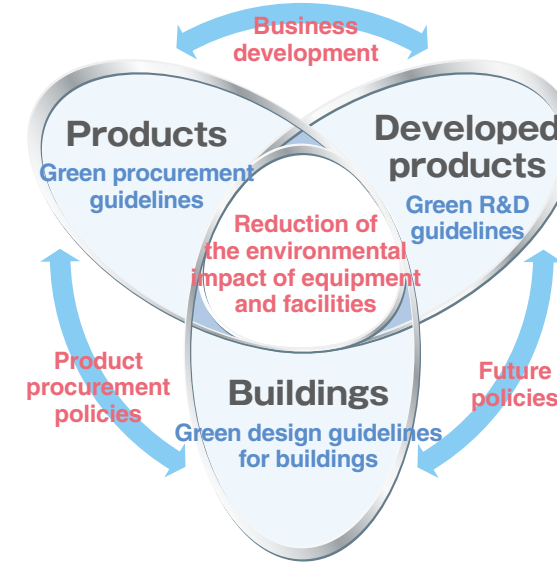 Business
development
Products
Green procurement
guidelines
Developed
products
Green R&D
guidelines
Reduction of
the environmental
impact of equipment
and facilities
Product
procurement
policies
Future
policies
Buildings
Green design guidelines
for buildings